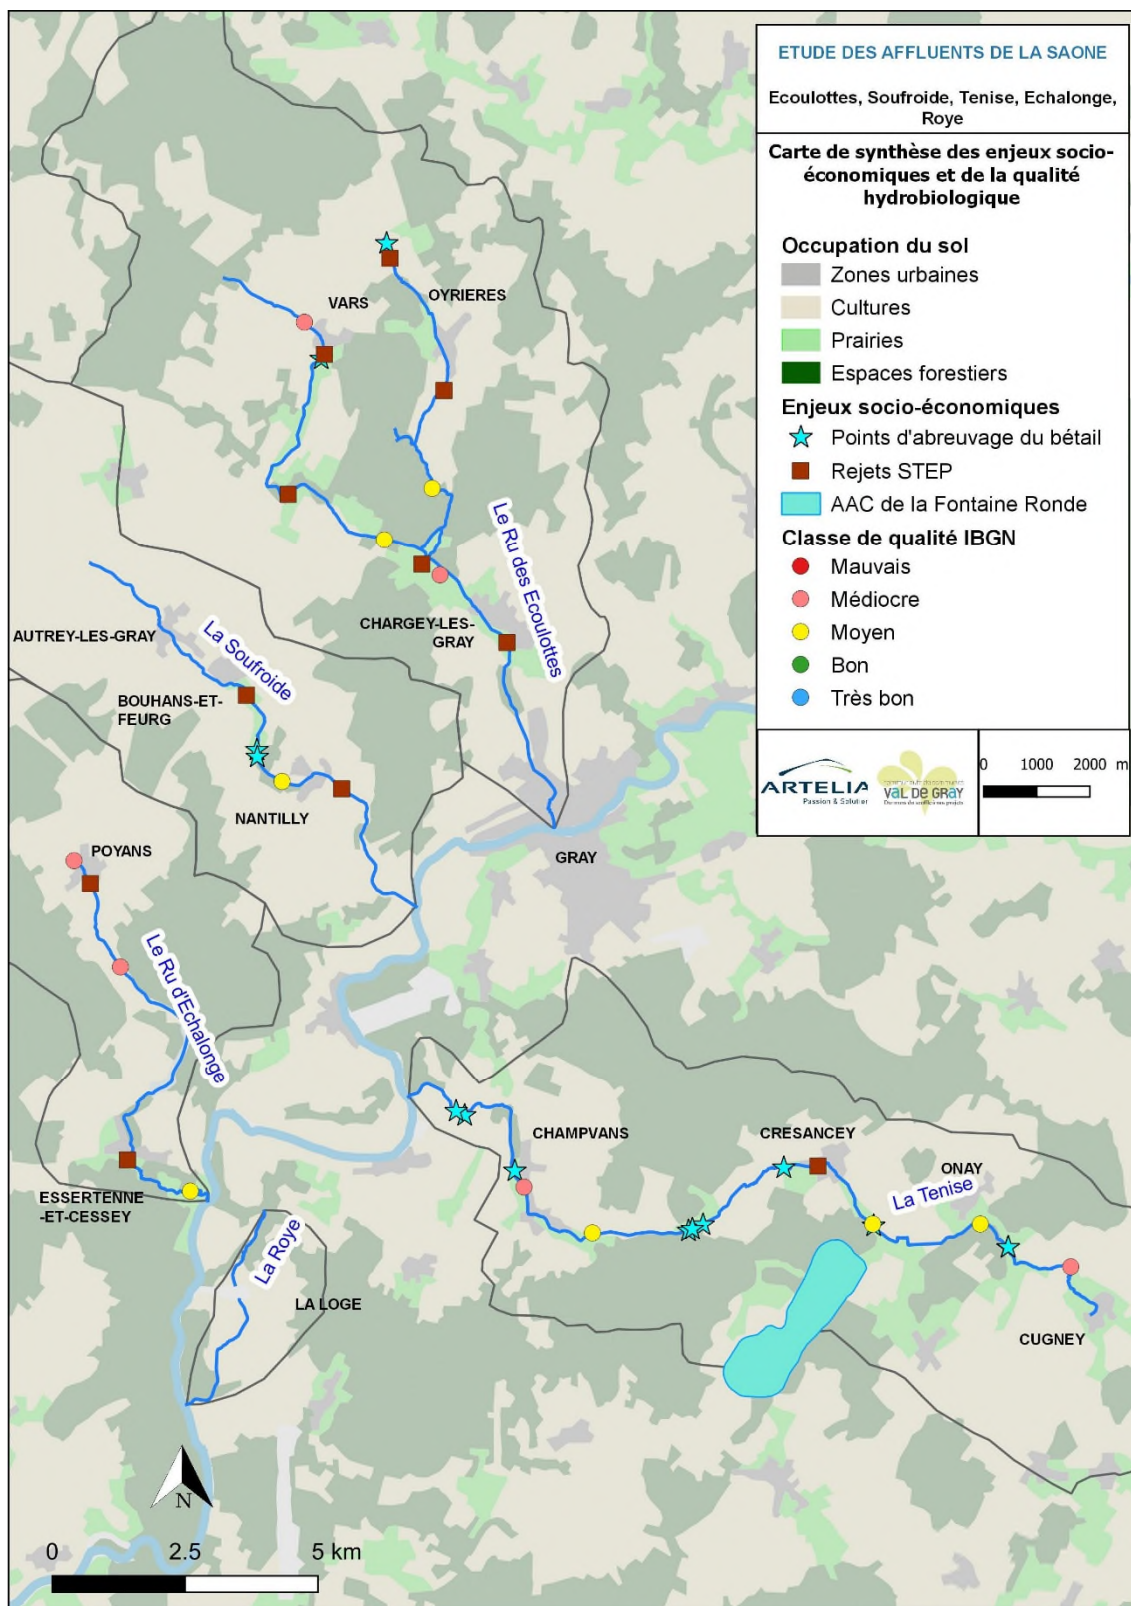 ETUDE DES AFFLUENTS DE LA SAONE
Ecoulottes, Soufroide, Tenise, Echalonge,
Roye
Carte de synthèse des enjeux socio-
économiques et de la qualité
hydrobiologique
Occupation du sol
Zones urbaines
Cultures
Prairies
Espaces forestiers
Enjeux socio-économiques
Points d'abreuvage du bétail
Rejets STEP
AAC de la Fontaine Ronde
Classe de qualité IBGN
Mauvais
Médiocre
Moyen
Bon
Très bon
ARTELIA
Passion & Solutions
VAL DE GRAY
0 1000 2000 m
VARS
OYRIERES
Le Ru des Ecoulottes
CHARGEY-LES-
GRAY
AUTREY-LES-GRAY
La Soufroide
BOUHANS-ET-
FEURG
NANTILLY
GRAY
POYANS
Le Ru d'Echalonge
CHAMPVANS
CRESANCEY
ONAY
La Tenise
ESSERTENNE
-ET-CESSEY
La Roye
LA LOGE
CUGNEY
N
0 2.5 5 km